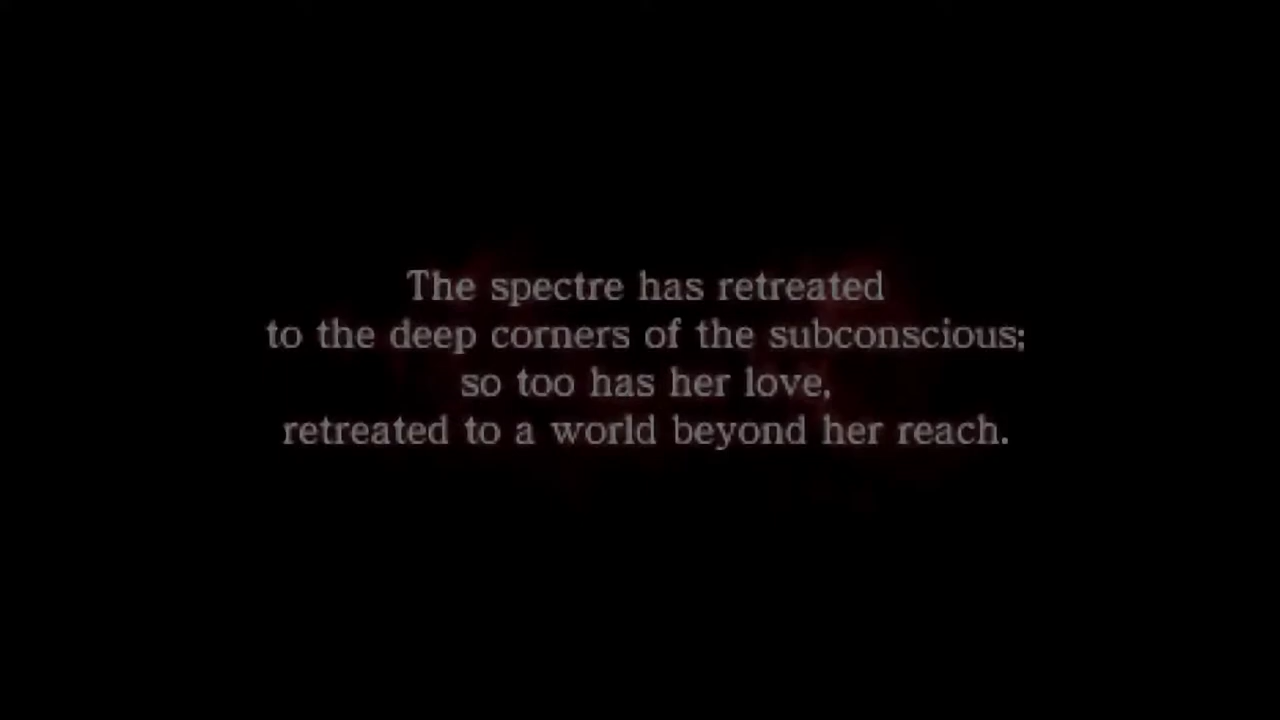 The spectre has retreated
to the deep corners of the subconscious;
so too has her love,
retreated to a world beyond her reach.